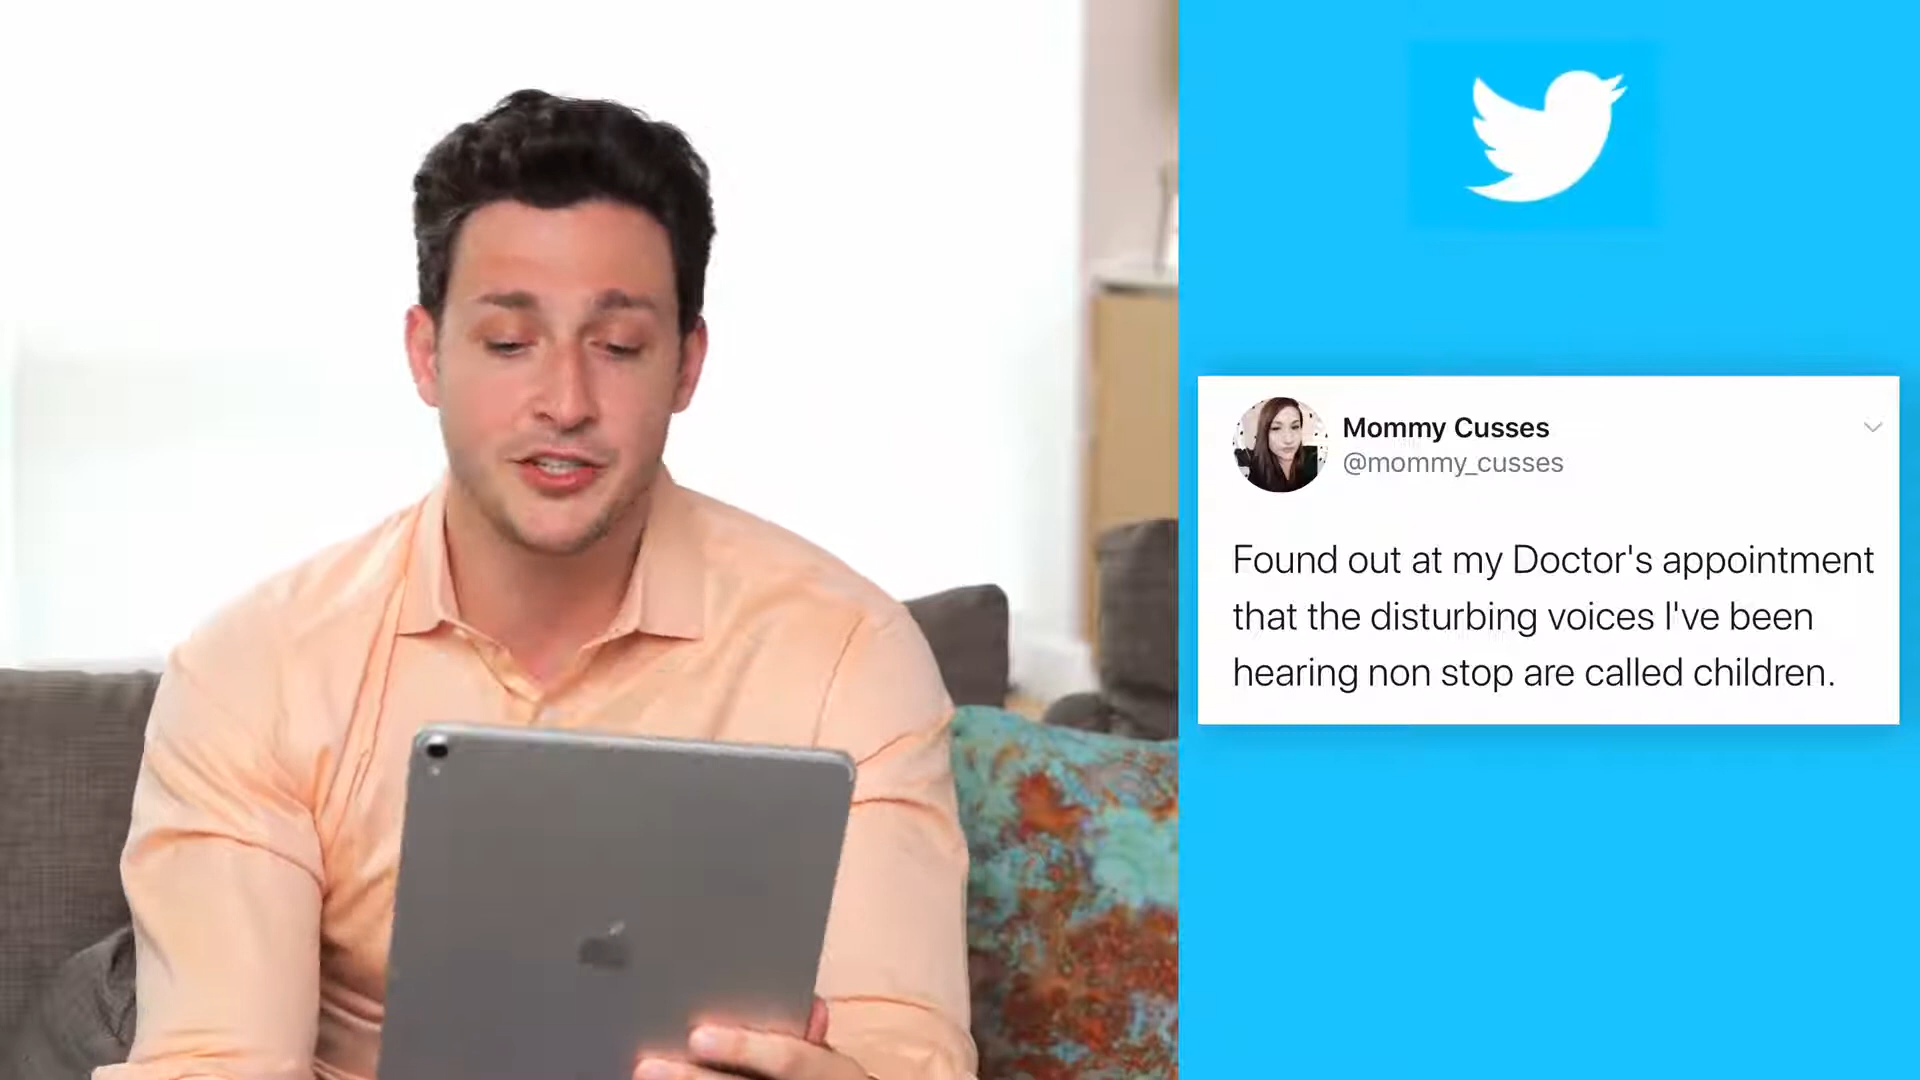 Mommy Cusses
@mommy_cusses
Found out at my Doctor's appointment
that the disturbing voices I've been
hearing non stop are called children.